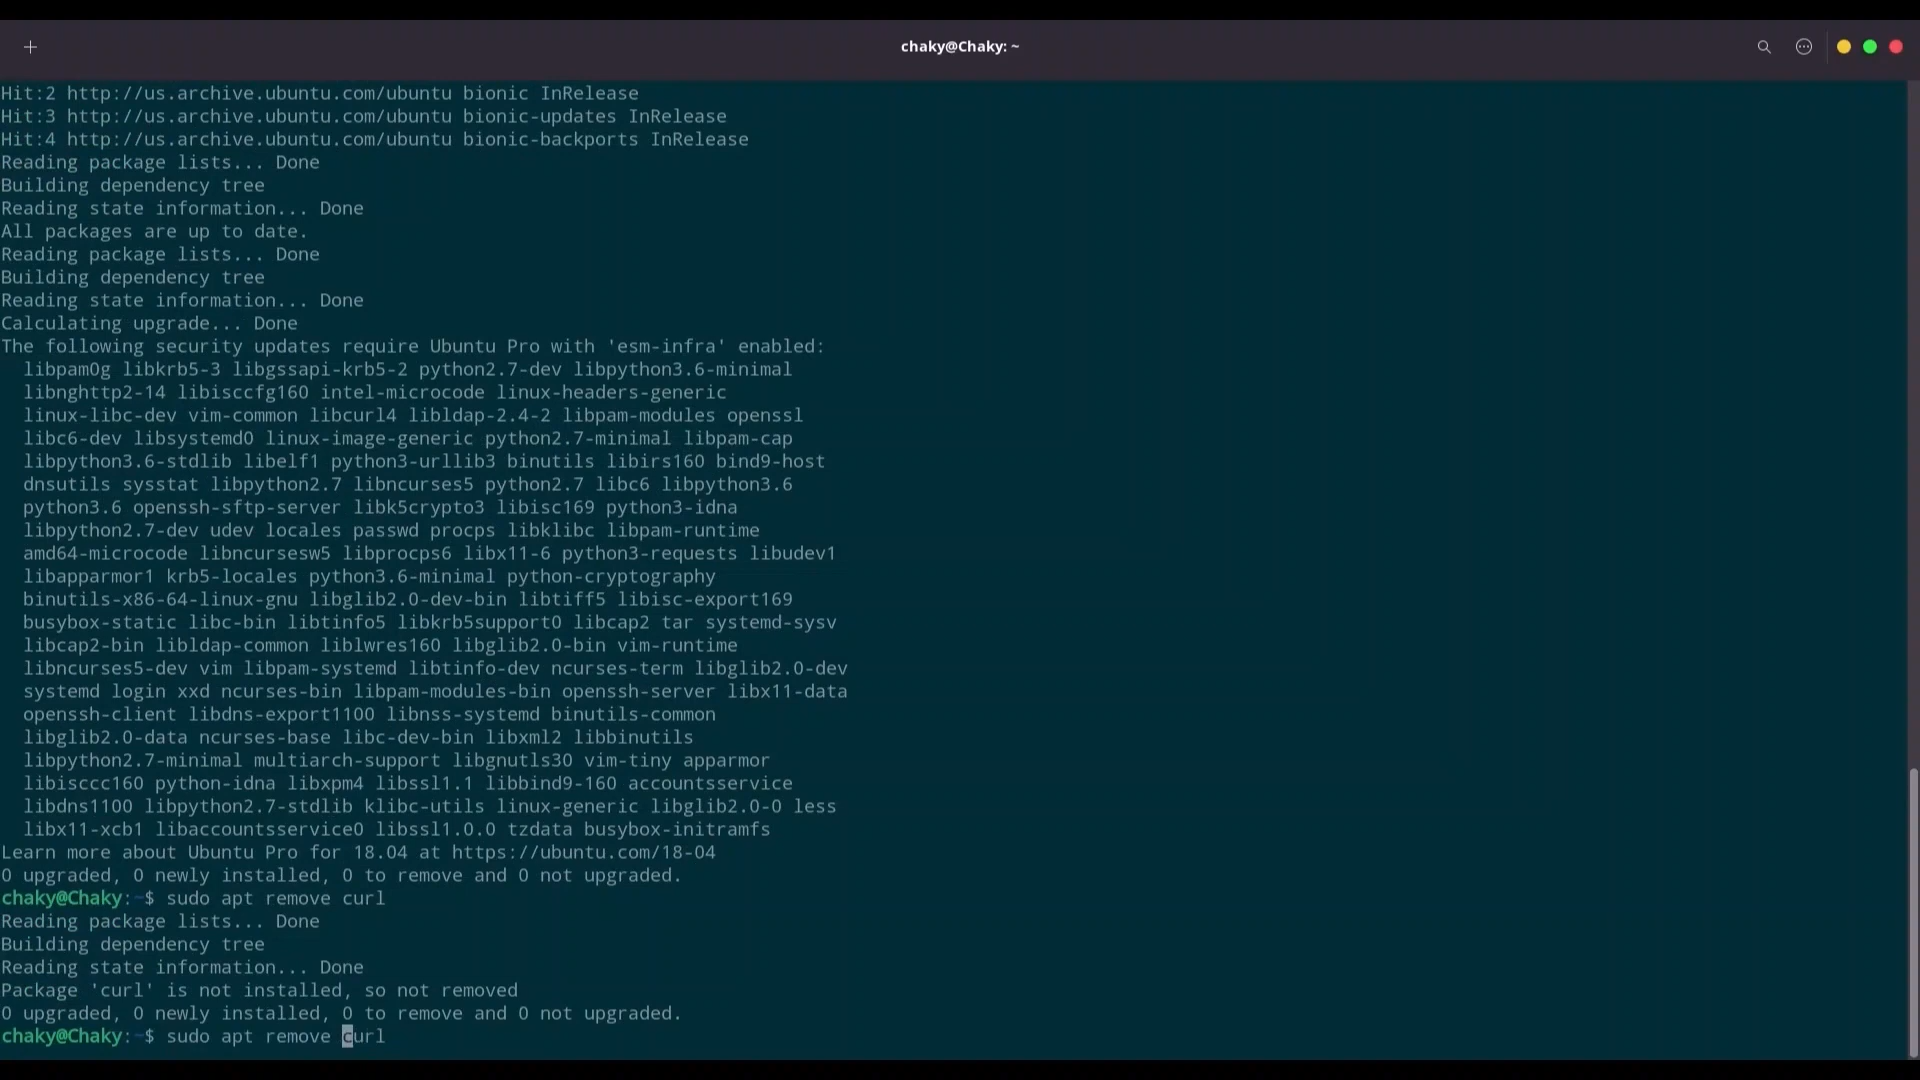 chaky@Chaky: ~
Hit:2 http://us.archive.ubuntu.com/ubuntu bionic InRelease
Hit:3 http://us.archive.ubuntu.com/ubuntu bionic-updates InRelease
Hit:4 http://us.archive.ubuntu.com/ubuntu bionic-backports InRelease
Reading package lists... Done
Building dependency tree
Reading state information... Done
All packages are up to date.
Reading package lists... Done
Building dependency tree
Reading state information... Done
Calculating upgrade... Done
The following security updates require Ubuntu Pro with 'esm-infra' enabled:
  libpam0g libkrb5-3 libgssapi-krb5-2 python2.7-dev libpython3.6-minimal
  libnghttp2-14 libisccfg160 intel-microcode linux-headers-generic
  linux-libc-dev vim-common libcurl4 libldap-2.4-2 libpam-modules openssl
  libc6-dev libsystemd0 linux-image-generic python2.7-minimal libpam-cap
  libpython3.6-stdlib libelf1 python3-urllib3 binutils libirs160 bind9-host
  dnsutils sysstat libpython2.7 libncurses5 python2.7 libc6 libpython3.6
  python3.6 openssh-sftp-server libk5crypto3 libisc169 python3-idna
  libpython2.7-dev udev locales passwd procps libklibc libpam-runtime
  amd64-microcode libncursesw5 libprocps6 libx11-6 python3-requests libudev1
  libapparmor1 krb5-locales python3.6-minimal python-cryptography
  binutils-x86-64-linux-gnu libglib2.0-dev-bin libtiff5 libisc-export169
  busybox-static libc-bin libtinfo5 libkrb5support0 libcap2 tar systemd-sysv
  libcap2-bin libldap-common liblwres160 libglib2.0-bin vim-runtime
  libncurses5-dev vim libpam-systemd libtinfo-dev ncurses-term libglib2.0-dev
  systemd login xxd ncurses-bin libpam-modules-bin openssh-server libx11-data
  openssh-client libdns-export1100 libnss-systemd binutils-common
  libglib2.0-data ncurses-base libc-dev-bin libxml2 libbinutils
  libpython2.7-minimal multiarch-support libgnutls30 vim-tiny apparmor
  libisccc160 python-idna libxpm4 libssl1.1 libbind9-160 accountsservice
  libdns1100 libpython2.7-stdlib klibc-utils linux-generic libglib2.0-0 less
  libx11-xcb1 libaccountsservice0 libssl1.0.0 tzdata busybox-initramfs
Learn more about Ubuntu Pro for 18.04 at https://ubuntu.com/18-04
0 upgraded, 0 newly installed, 0 to remove and 0 not upgraded.
chaky@Chaky:~$ sudo apt remove curl
Reading package lists... Done
Building dependency tree
Reading state information... Done
Package 'curl' is not installed, so not removed
0 upgraded, 0 newly installed, 0 to remove and 0 not upgraded.
chaky@Chaky:~$ sudo apt remove curl